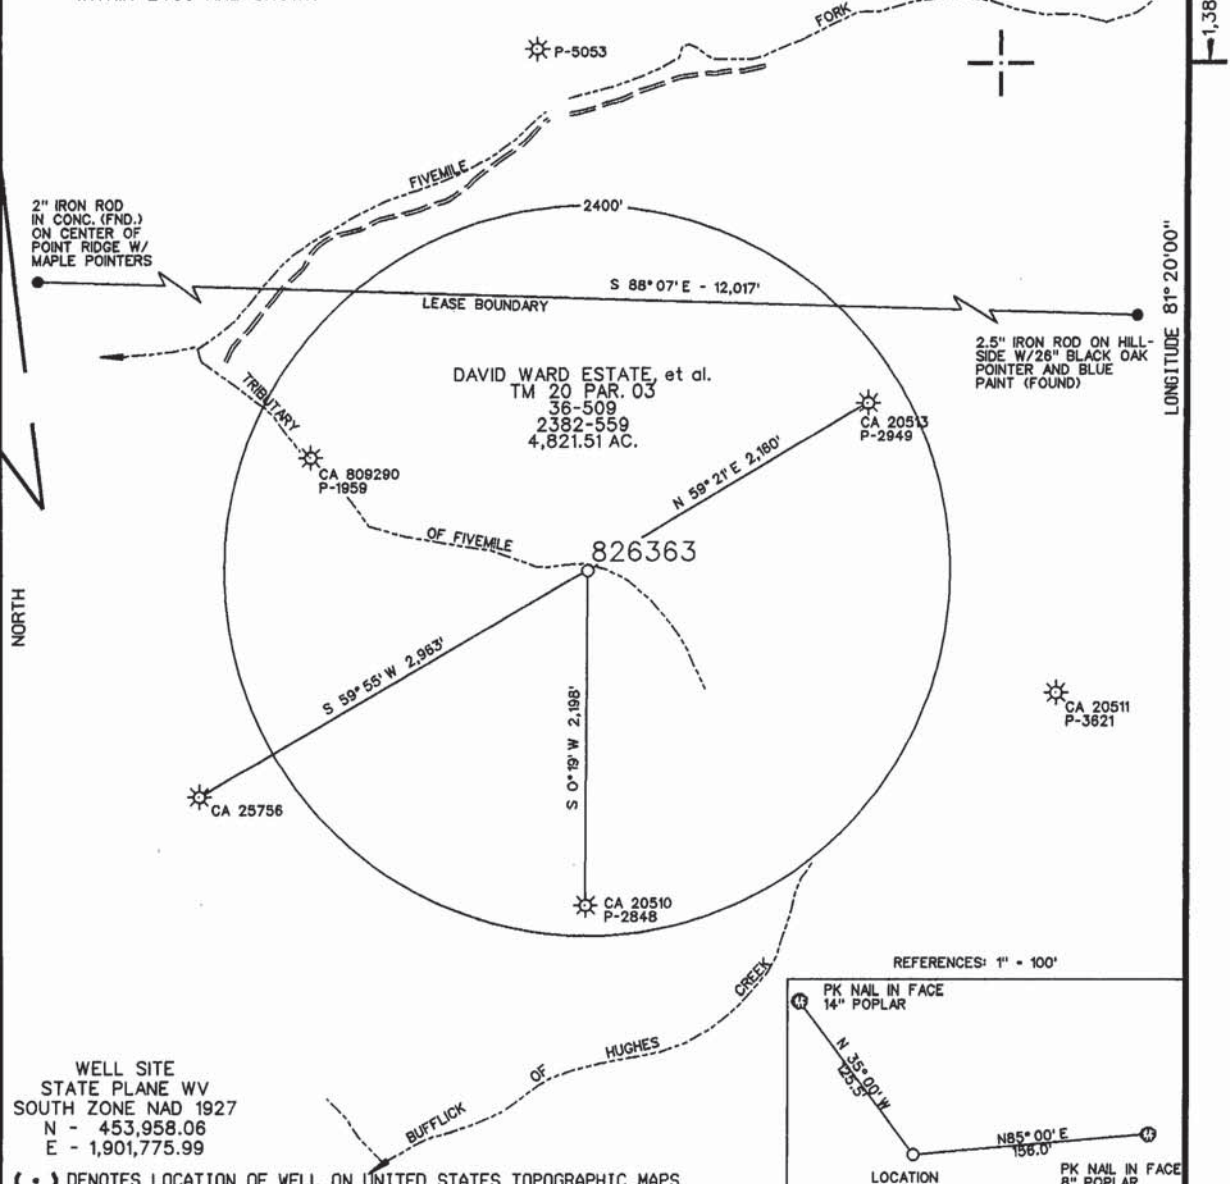 FORK
1,38
P-5053
FIVEMILE
2400'
2" IRON ROD
IN CONC. (FND.)
ON CENTER OF
POINT RIDGE W/
MAPLE POINTERS
S 88° 07' E - 12,017'
LEASE BOUNDARY
LONGITUDE 81° 20'00"
2.5" IRON ROD ON HILL-
SIDE W/26" BLACK OAK
POINTER AND BLUE
PAINT (FOUND)
DAVID WARD ESTATE, et al.
TM 20 PAR. 03
36-509
2382-559
4,821.51 AC.
TRIBUTARY
CA 20513
P-2949
N 59° 21' E 2,160'
CA 809290
P-1959
OF FIVEMILE
826363
NORTH
S 59° 55' W 2,963'
S 0° 19' W 2,198'
CA 20511
P-3621
CA 25756
CA 20510
P-2848
CREEK
HUGHES
OF
BUFFLICK
REFERENCES: 1" = 100'
PK NAIL IN FACE
14" POPLAR
N 35° 00' W
125.5'
N85° 00' E
156.0'
LOCATION
PK NAIL IN FACE
8" POPLAR
WELL SITE
STATE PLANE WV
SOUTH ZONE NAD 1927
N - 453,958.06
E - 1,901,775.99
( • ) DENOTES LOCATION OF WELL ON UNITED STATES TOPOGRAPHIC MAPS